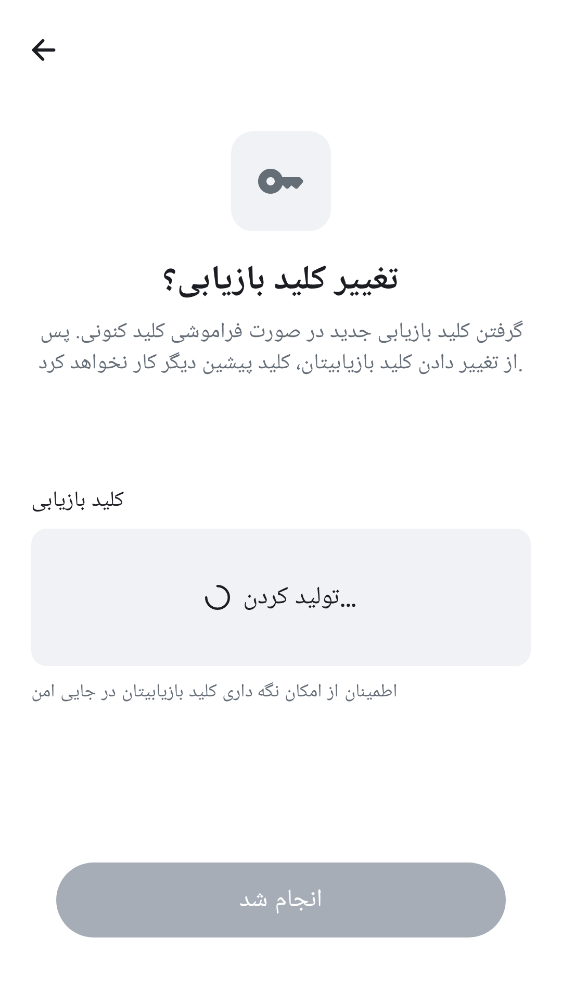 تغییر کلید بازیابی؟
گرفتن کلید بازیابی جدید در صورت فراموشی کلید کنونی. پس
از تغییر دادن کلید بازیابیتان، کلید پیشین دیگر کار نخواهد کرد.
کلید بازیابی
تولید کردن…
اطمینان از امکان نگه داری کلید بازیابیتان در جایی امن
انجام شد